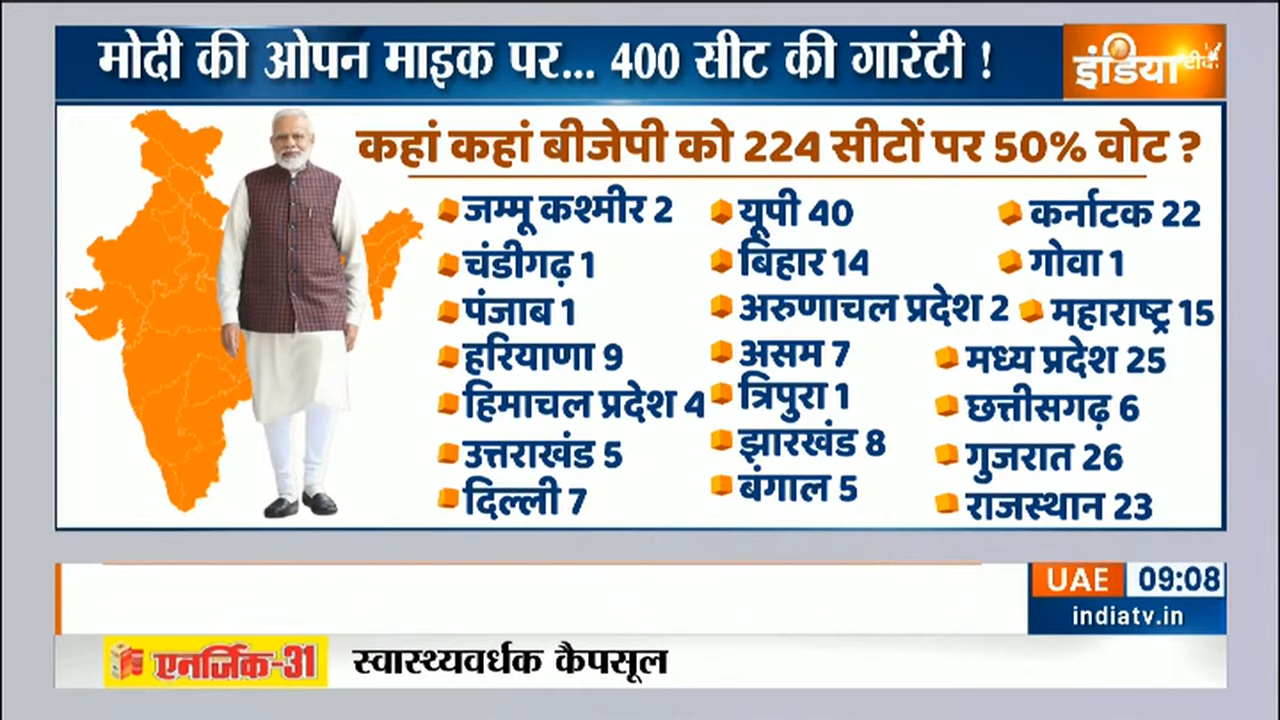 मोदी की ओपन माइक पर... 400 सीट की गारंटी !
इंडिया टीवी
कहां कहां बीजेपी को 224 सीटों पर 50% वोट ?
जम्मू कश्मीर 2
चंडीगढ़ 1
पंजाब 1
हरियाणा 9
हिमाचल प्रदेश 4
उत्तराखंड 5
दिल्ली 7
यूपी 40
बिहार 14
अरुणाचल प्रदेश 2
असम 7
त्रिपुरा 1
झारखंड 8
बंगाल 5
कर्नाटक 22
गोवा 1
महाराष्ट्र 15
मध्य प्रदेश 25
छत्तीसगढ़ 6
गुजरात 26
राजस्थान 23
UAE 09:08
indiatv.in
एनर्जिक-31 स्वास्थ्यवर्धक कैपसूल